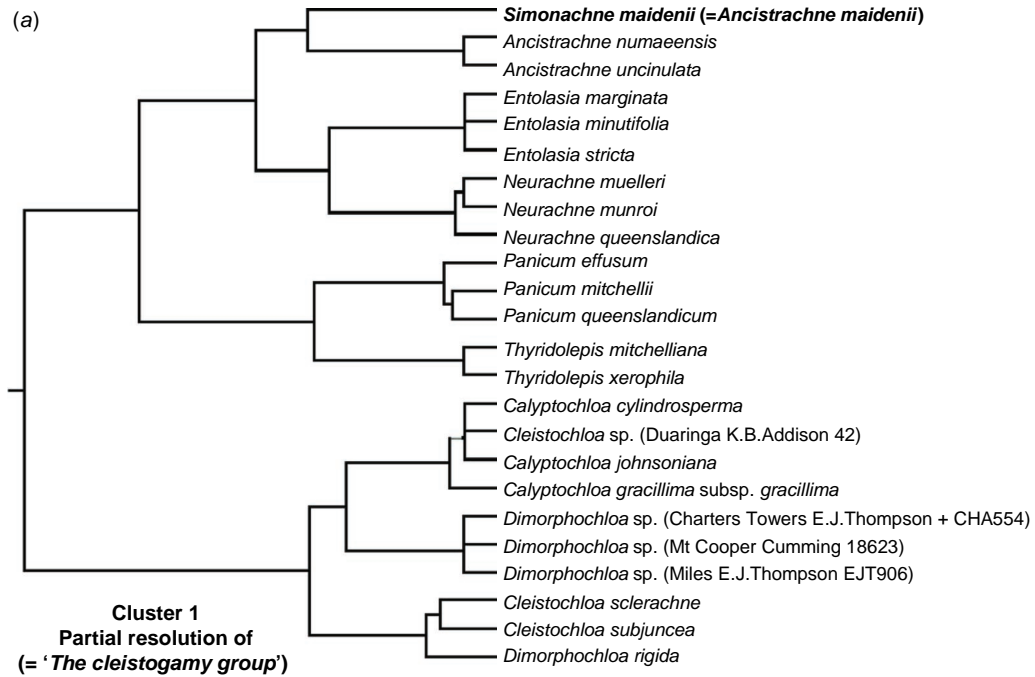 (a)
Simonachne maidenii (=Ancistrachne maidenii)
Ancistrachne numaeensis
Ancistrachne uncinulata
Entolasia marginata
Entolasia minutifolia
Entolasia stricta
Neurachne muelleri
Neurachne munroi
Neurachne queenslandica
Panicum effusum
Panicum mitchellii
Panicum queenslandicum
Thyridolepis mitchelliana
Thyridolepis xerophila
Calyptochloa cylindrosperma
Cleistochloa sp. (Duaringa K.B.Addison 42)
Calyptochloa johnsoniana
Calyptochloa gracillima subsp. gracillima
Dimorphochloa sp. (Charters Towers E.J.Thompson + CHA554)
Dimorphochloa sp. (Mt Cooper Cumming 18623)
Dimorphochloa sp. (Miles E.J.Thompson EJT906)
Cleistochloa sclerachne
Cleistochloa subjuncea
Dimorphochloa rigida
Cluster 1
Partial resolution of
(= 'The cleistogamy group')